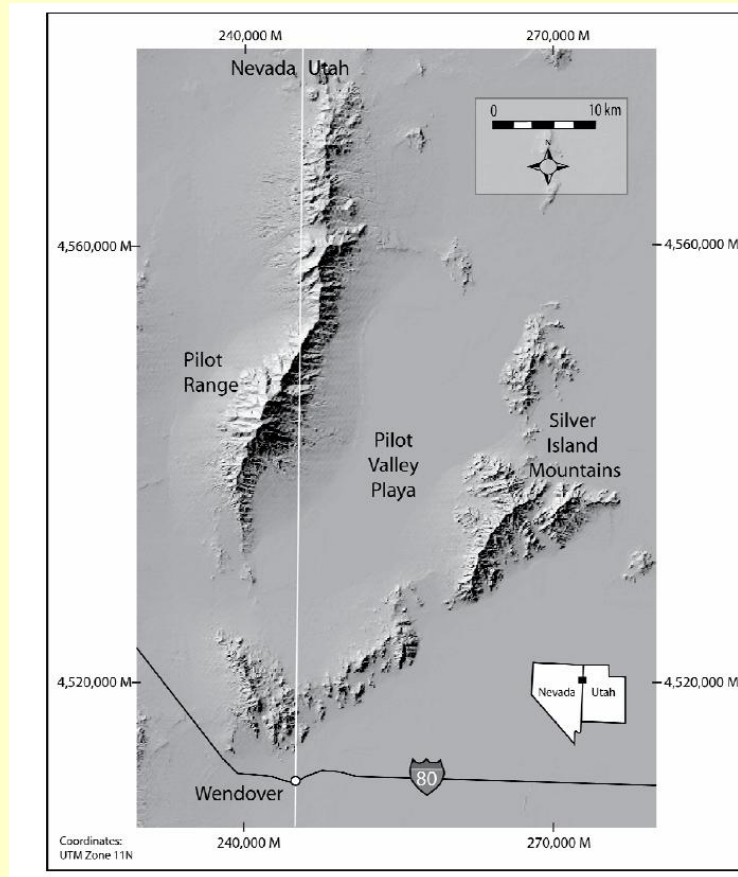 240,000 M
270,000 M
Nevada Utah
0 10 km
N
4,560,000 M
4,560,000 M
Pilot
Range
Silver
Island
Mountains
Pilot
Valley
Playa
4,520,000 M
4,520,000 M
Nevada Utah
80
Wendover
Coordinates:
UTM Zone 11N
240,000 M
270,000 M